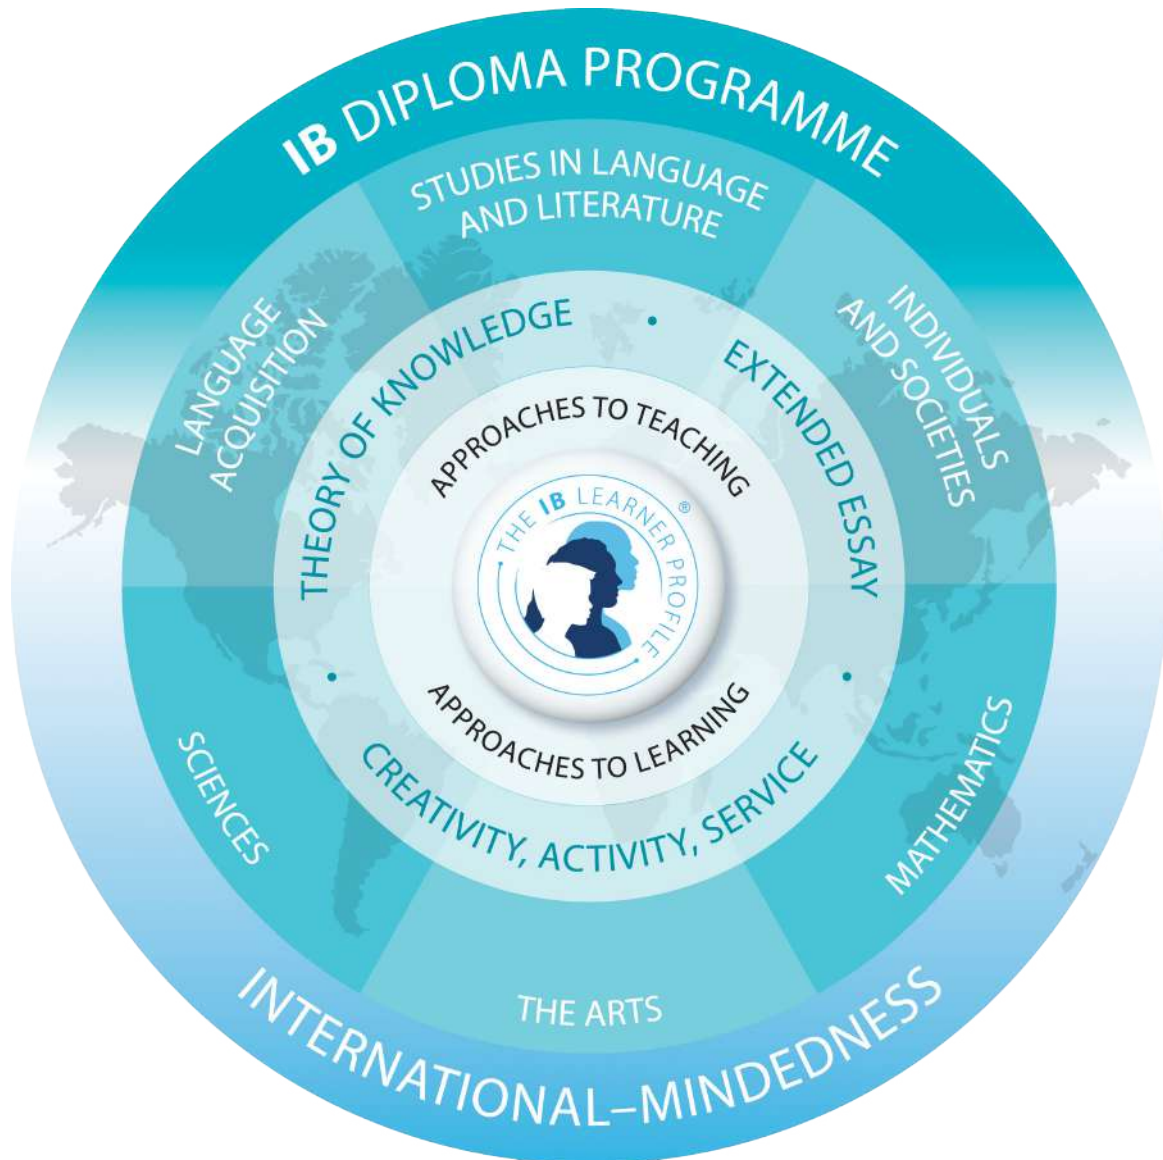 IB DIPLOMA PROGRAMME
STUDIES IN LANGUAGE
AND LITERATURE
LANGUAGE
ACQUISITION
INDIVIDUALS
AND SOCIETIES
THEORY OF KNOWLEDGE
•
EXTENDED ESSAY
•
APPROACHES TO TEACHING
THE IB LEARNER PROFILE
®
APPROACHES TO LEARNING
•
CREATIVITY, ACTIVITY, SERVICE
SCIENCES
MATHEMATICS
THE ARTS
INTERNATIONAL–MINDEDNESS